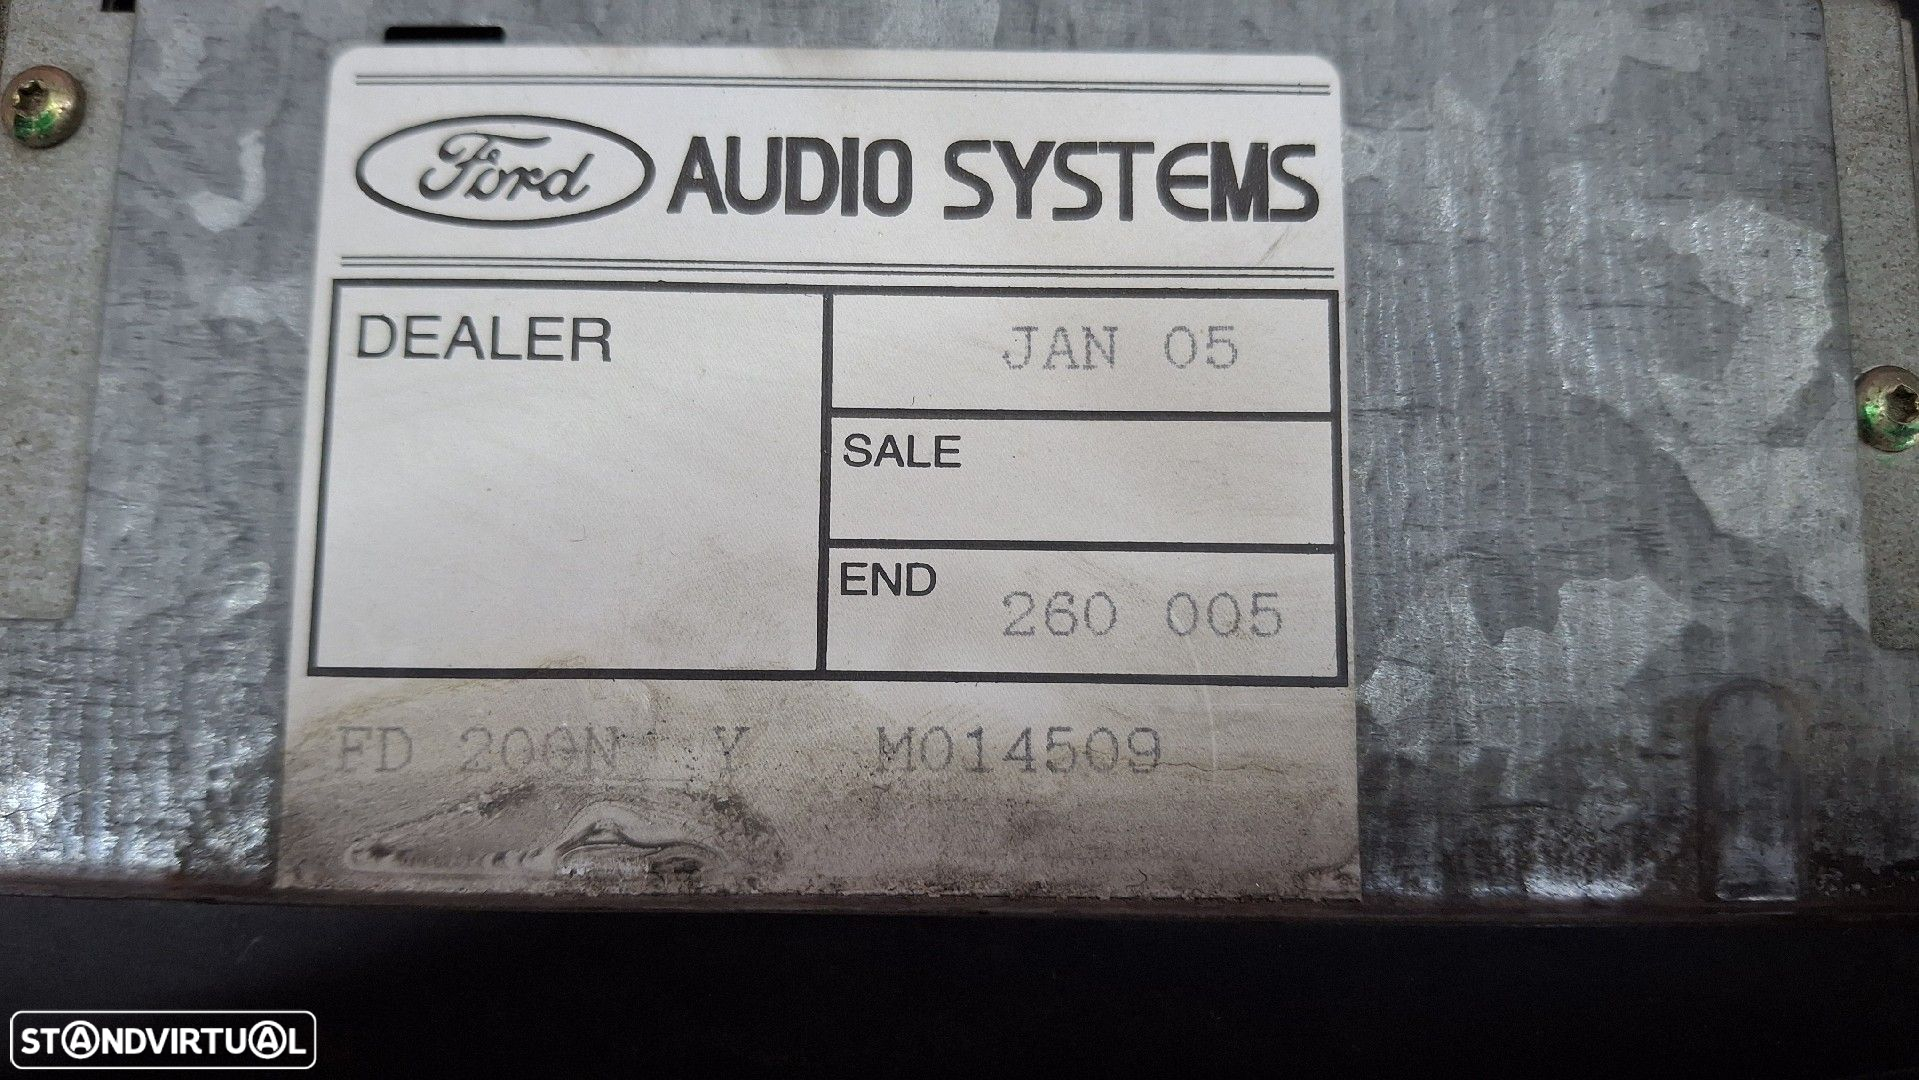 Ford AUDIO SYSTEMS
DEALER
JAN 05
SALE
END 260 005
FD 200N Y M014509
STANDVIRTUAL